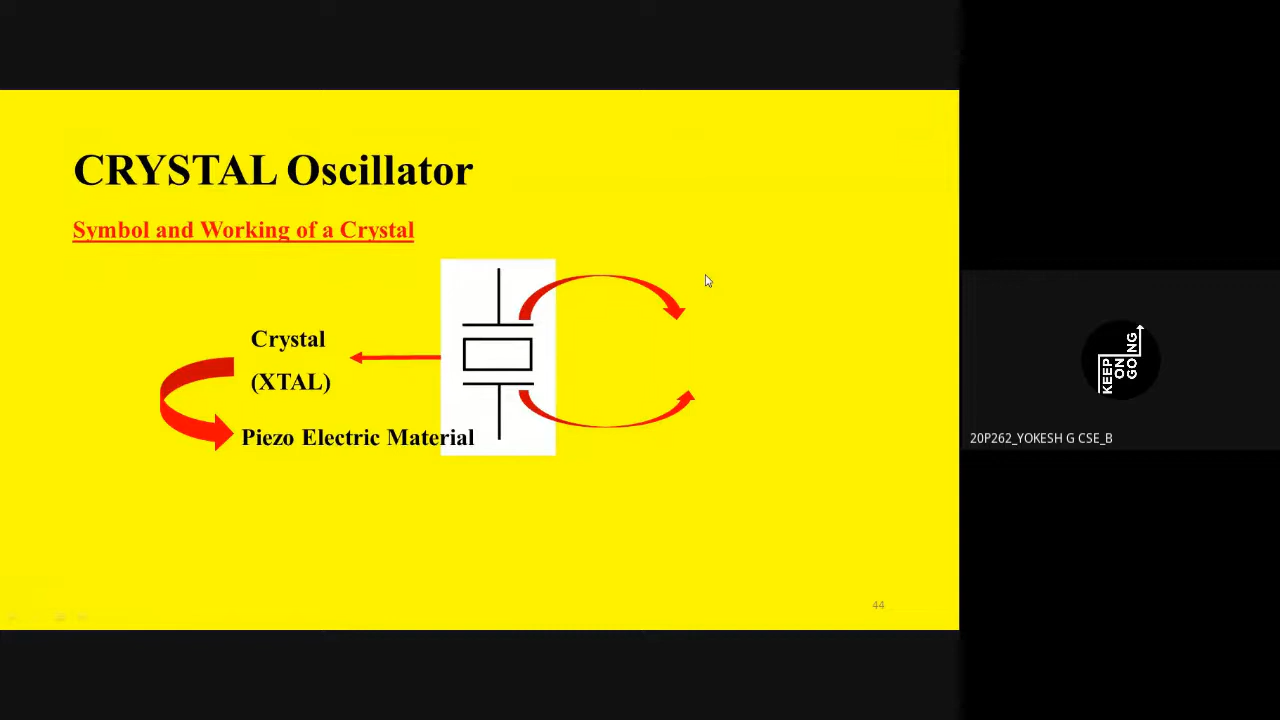 CRYSTAL Oscillator
Symbol and Working of a Crystal
Crystal
(XTAL)
Piezo Electric Material
44
KEEP
ON
GOING
20P262_YOKESH G CSE_B